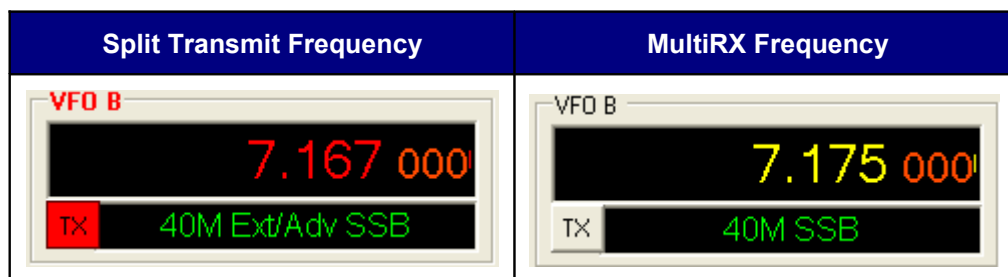 Split Transmit Frequency
MultiRX Frequency
VFO B
7.167 000
TX 40M Ext/Adv SSB
VFO B
7.175 000
TX 40M SSB